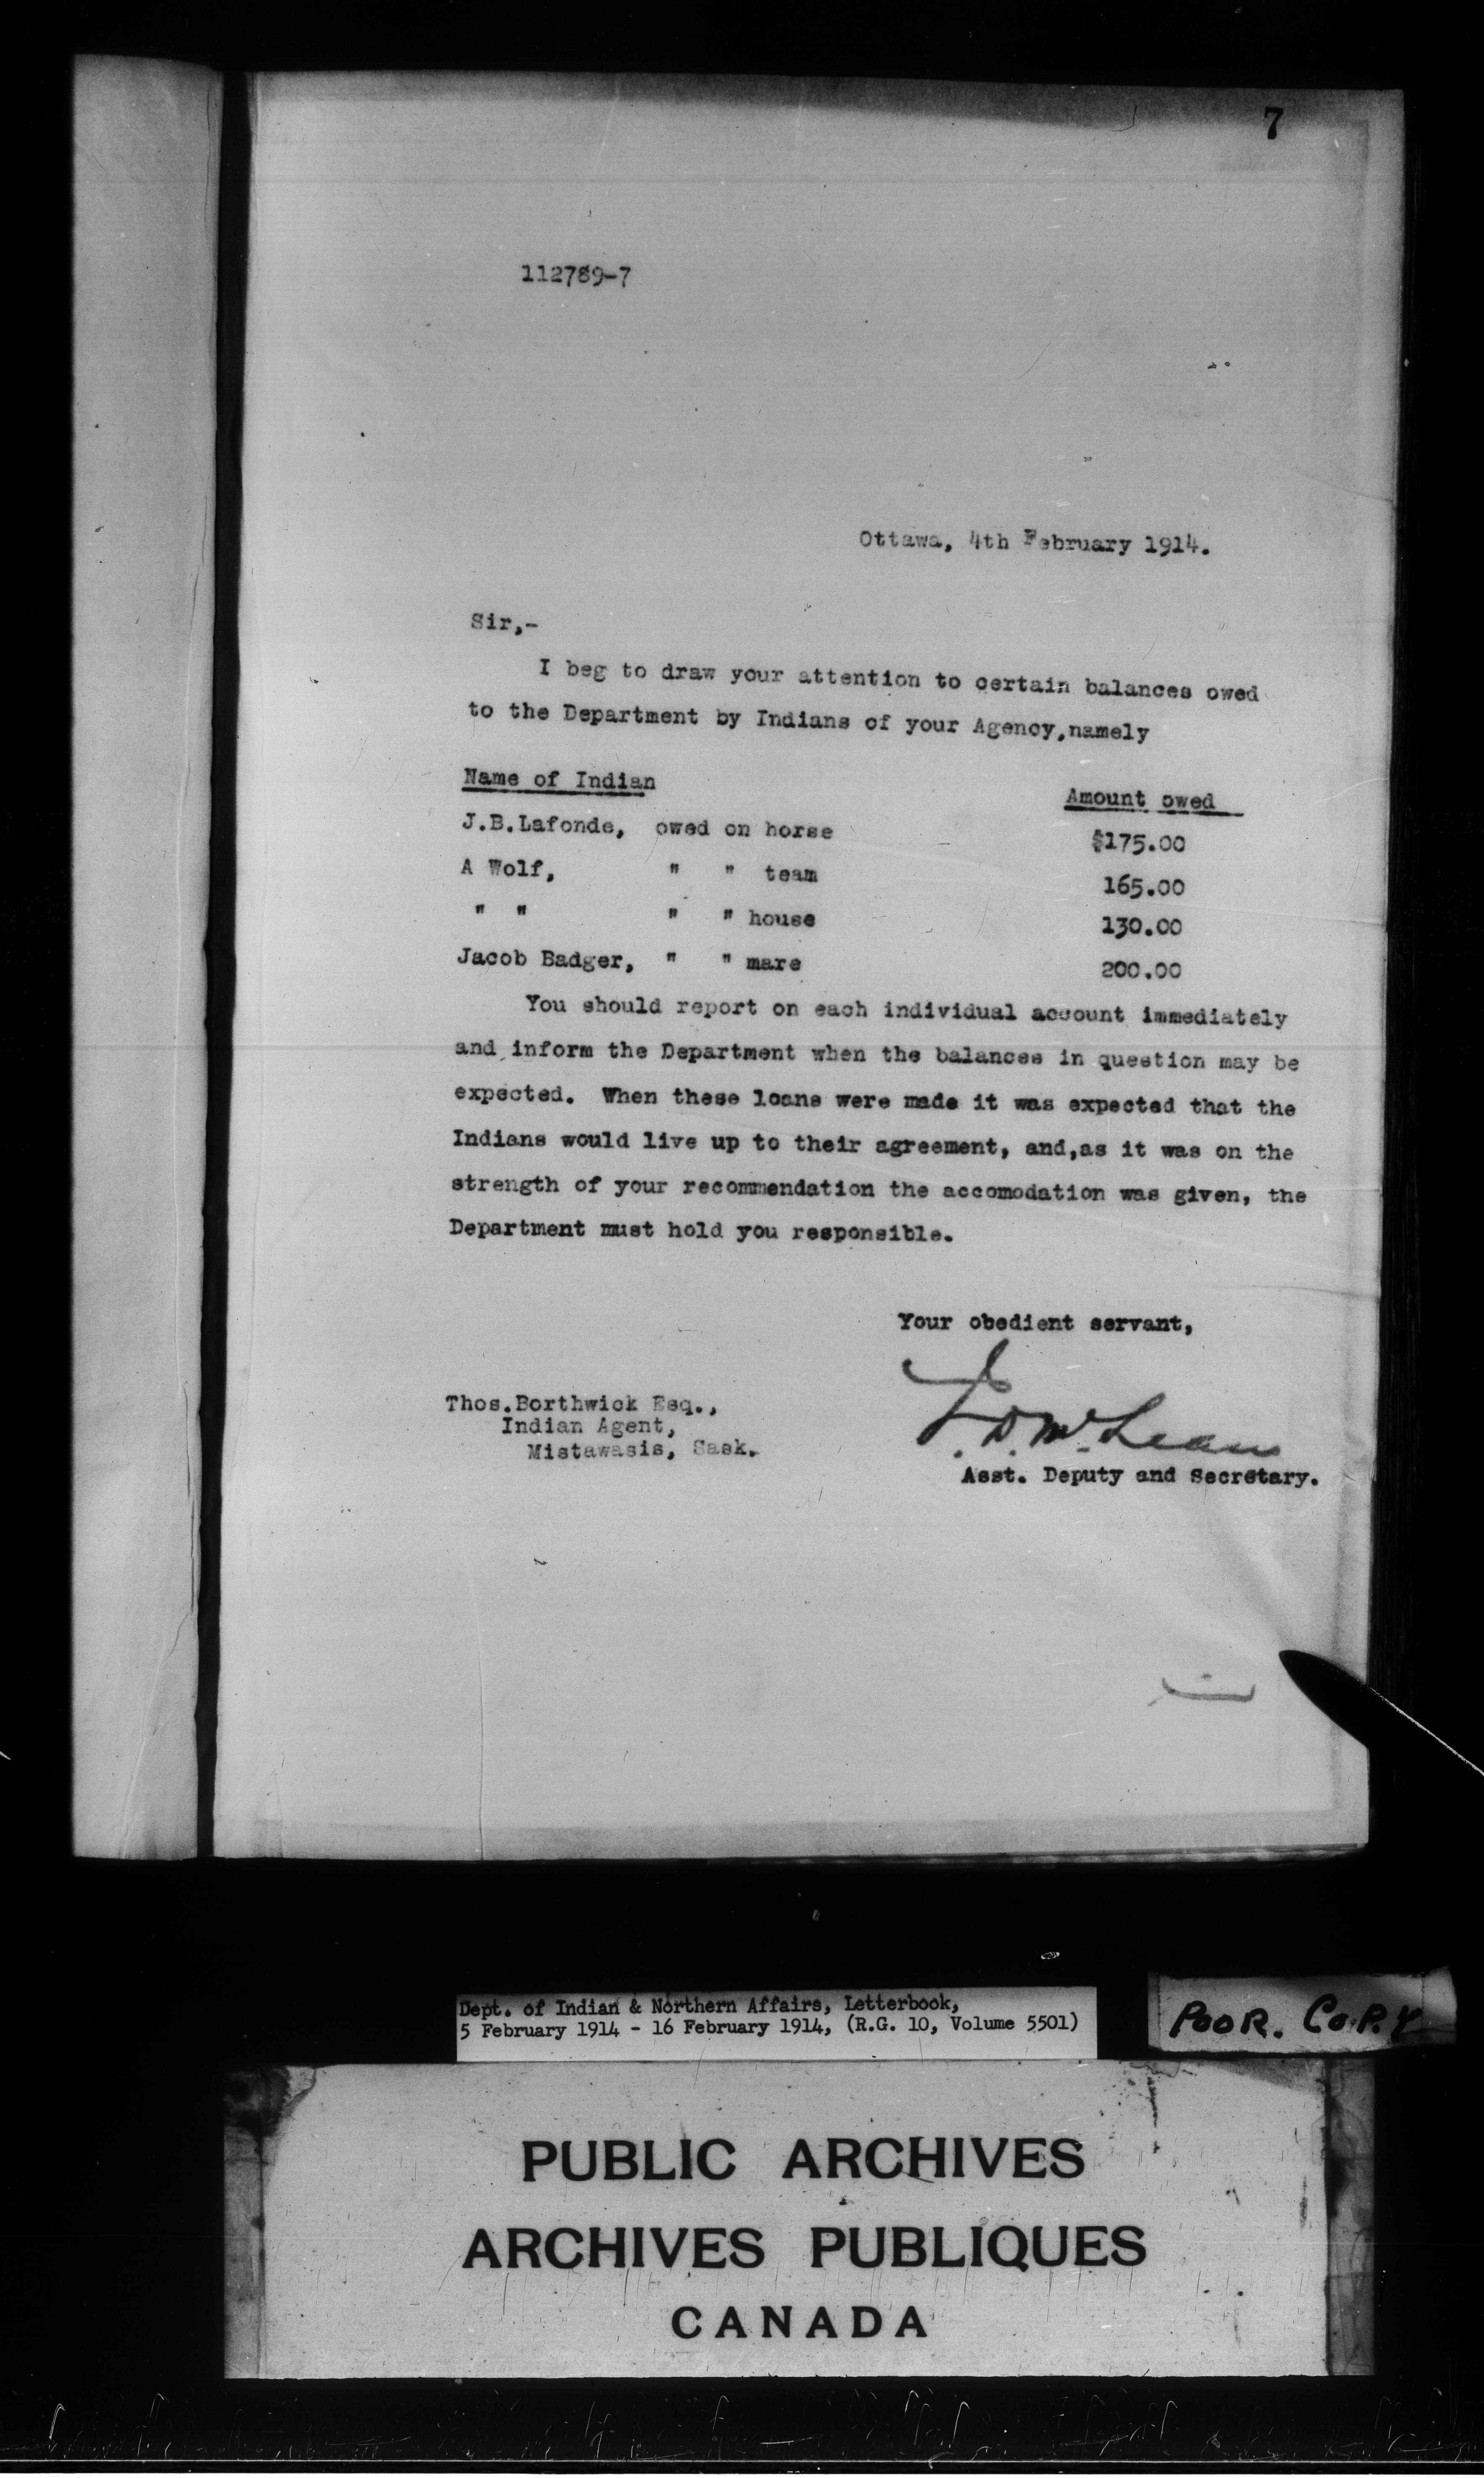 7
112789-7
Ottawa, 4th February 1914.
Sir,-
I beg to draw your attention to certain balances owed
to the Department by Indians of your Agency,namely
Name of Indian Amount owed
J.B.Lafonde, owed on horse $175.00
A Wolf, " " team 165.00
" " " " house 130.00
Jacob Badger, " " mare 200.00
You should report on each individual account immediately
and inform the Department when the balances in question may be
expected. When these loans were made it was expected that the
Indians would live up to their agreement, and,as it was on the
strength of your recommendation the accomodation was given, the
Department must hold you responsible.
Your obedient servant,
J.D.McLean
Asst. Deputy and Secretary.
Thos.Borthwick Esq.,
Indian Agent,
Mistawasis, Sask.
Dept. of Indian & Northern Affairs, Letterbook,
5 February 1914 - 16 February 1914, (R.G. 10, Volume 5501)
POOR. COPY
PUBLIC ARCHIVES
ARCHIVES PUBLIQUES
CANADA